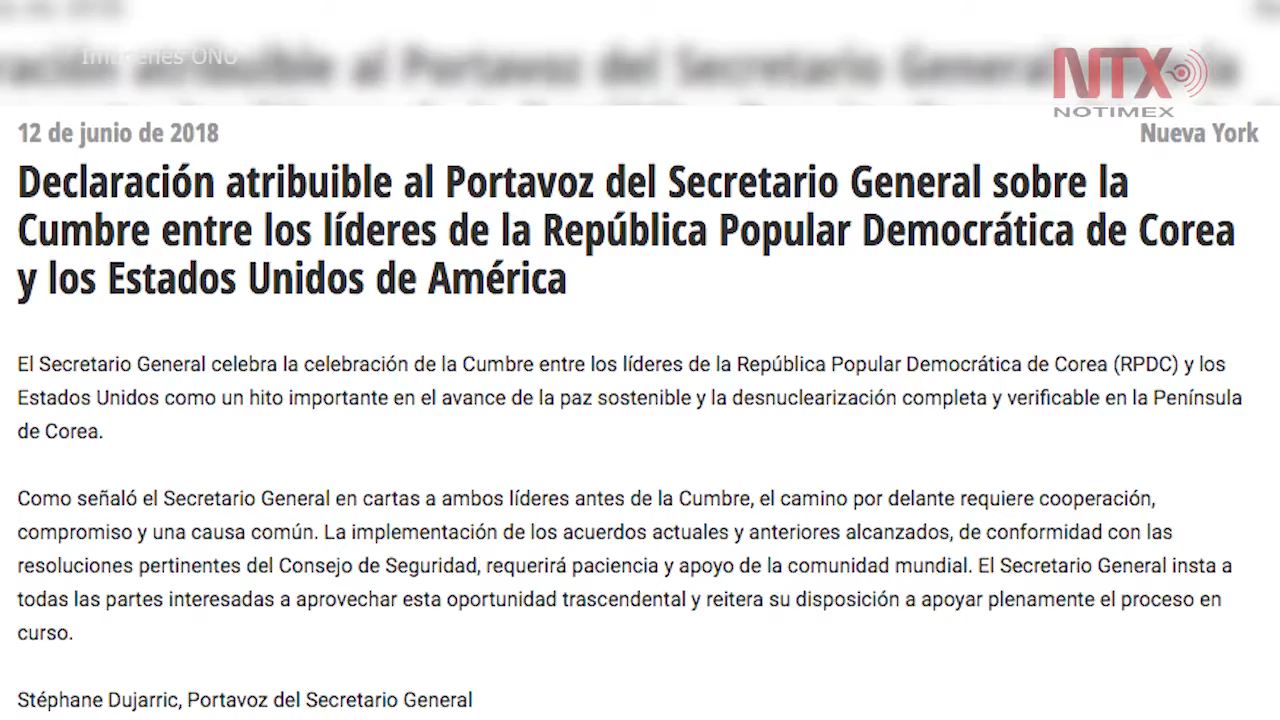 Imágenes ONU
ración atribuible al Portavoz del Secretario General
NTX
NOTIMEX
12 de junio de 2018
Nueva York
Declaración atribuible al Portavoz del Secretario General sobre la
Cumbre entre los líderes de la República Popular Democrática de Corea
y los Estados Unidos de América
El Secretario General celebra la celebración de la Cumbre entre los líderes de la República Popular Democrática de Corea (RPDC) y los
Estados Unidos como un hito importante en el avance de la paz sostenible y la desnuclearización completa y verificable en la Península
de Corea.
Como señaló el Secretario General en cartas a ambos líderes antes de la Cumbre, el camino por delante requiere cooperación,
compromiso y una causa común. La implementación de los acuerdos actuales y anteriores alcanzados, de conformidad con las
resoluciones pertinentes del Consejo de Seguridad, requerirá paciencia y apoyo de la comunidad mundial. El Secretario General insta a
todas las partes interesadas a aprovechar esta oportunidad trascendental y reitera su disposición a apoyar plenamente el proceso en
curso.
Stéphane Dujarric, Portavoz del Secretario General